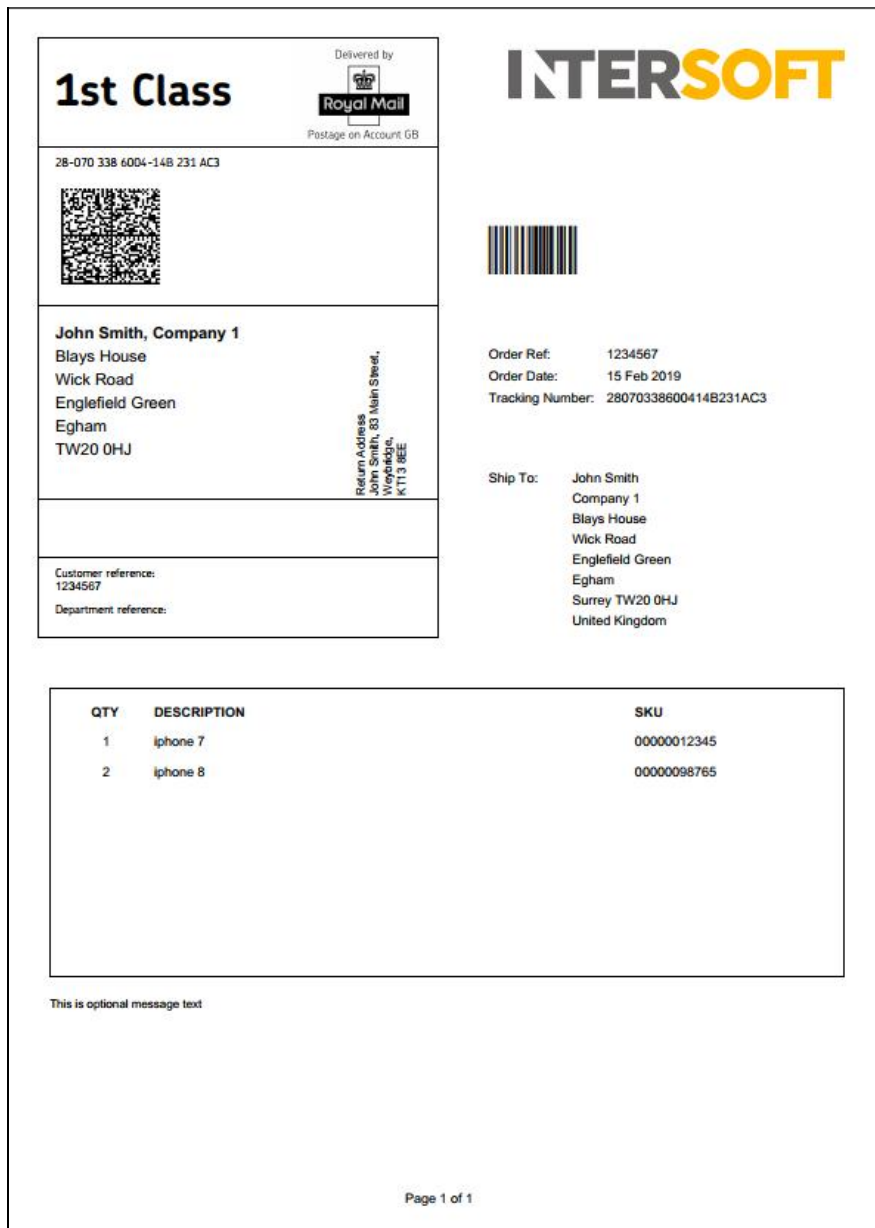 1st Class
Delivered by
Royal Mail
Postage on Account GB
INTERSOFT
28-070 338 6004-14B 231 AC3
John Smith, Company 1
Blays House
Wick Road
Englefield Green
Egham
TW20 0HJ
Return Address
John Smith, 83 Main Street,
Weybridge,
KT13 8EE
Customer reference:
1234567
Department reference:
Order Ref: 1234567
Order Date: 15 Feb 2019
Tracking Number: 28070338600414B231AC3
Ship To: John Smith
Company 1
Blays House
Wick Road
Englefield Green
Egham
Surrey TW20 0HJ
United Kingdom
QTY DESCRIPTION SKU
1 iphone 7 00000012345
2 iphone 8 00000098765
This is optional message text
Page 1 of 1